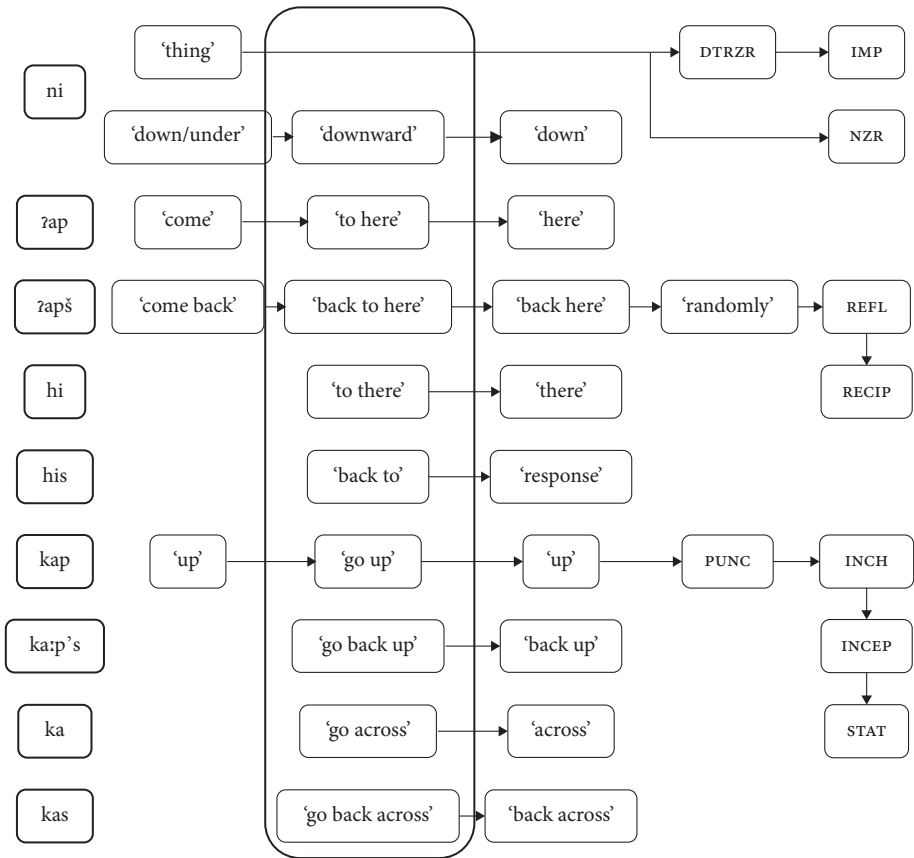 ‘thing’ DTRZR IMP
ni
‘down/under’ ‘downward’ ‘down’ NZR
ʔap ‘come’ ‘to here’ ‘here’
ʔapš ‘come back’ ‘back to here’ ‘back here’ ‘randomly’ REFL
hi ‘to there’ ‘there’ RECIP
his ‘back to’ ‘response’
kap ‘up’ ‘go up’ ‘up’ PUNC INCH
kaːp’s ‘go back up’ ‘back up’ INCEP
ka ‘go across’ ‘across’ STAT
kas ‘go back across’ ‘back across’